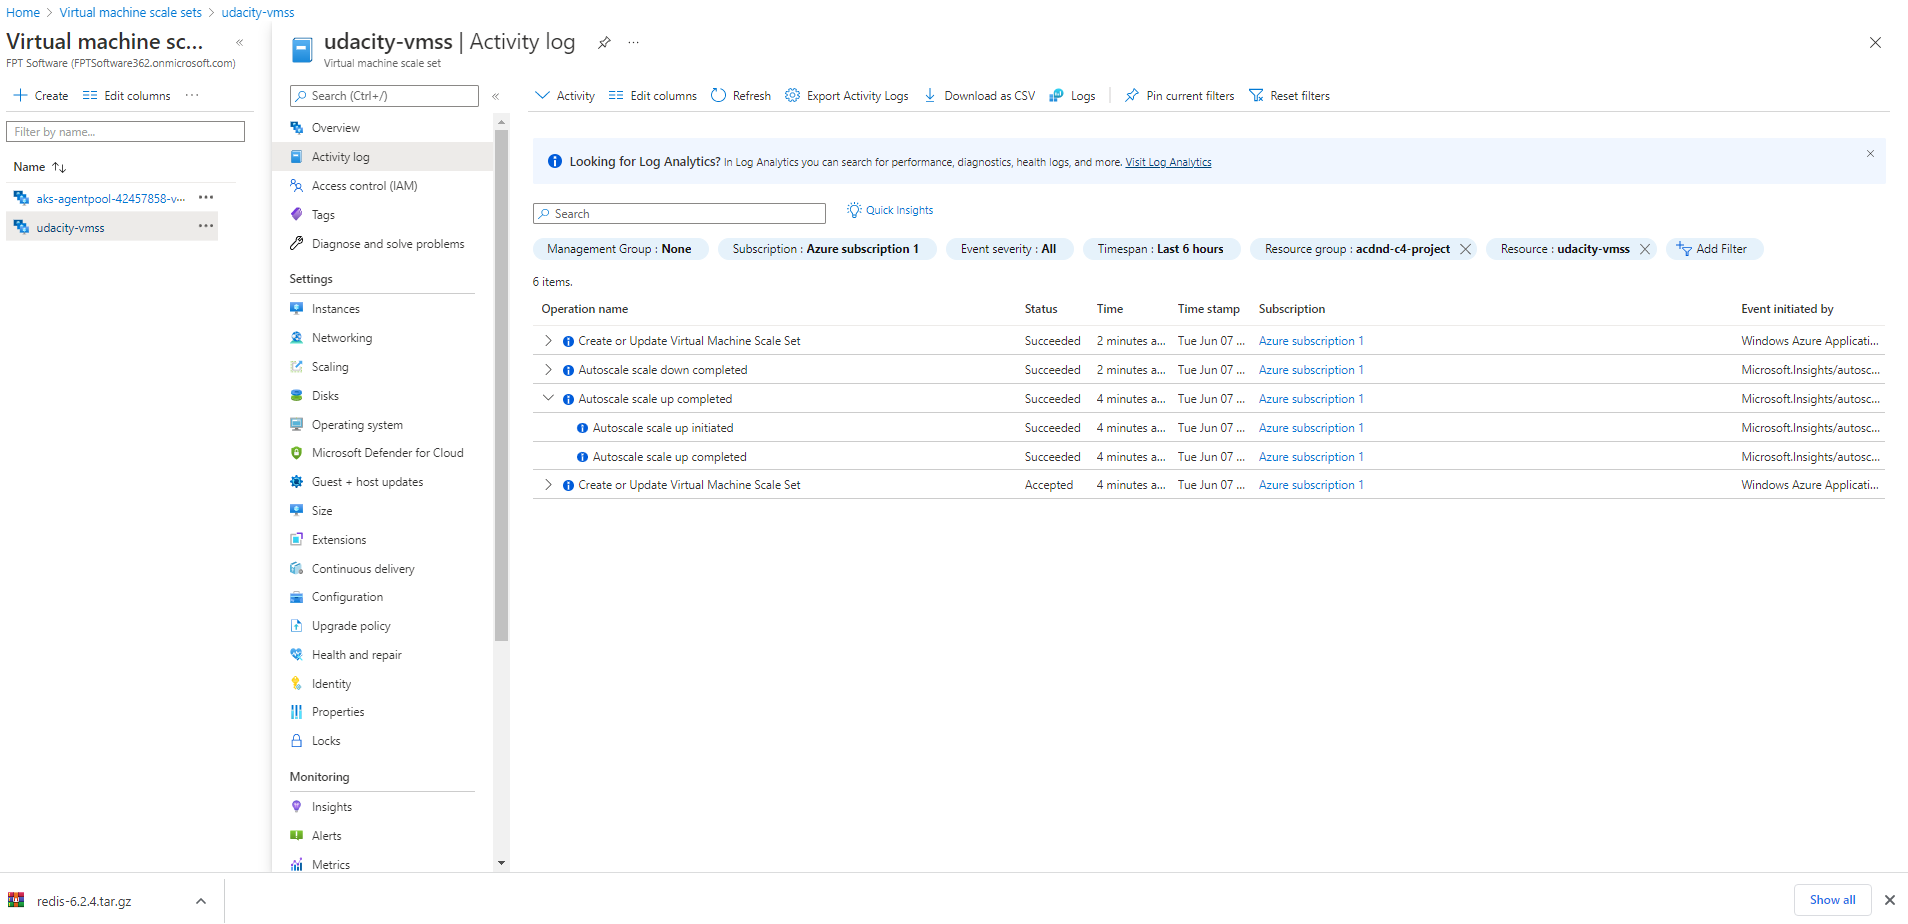 Home > Virtual machine scale sets > udacity-vmss
Virtual machine sc... «
FPT Software (FPTSoftware362.onmicrosoft.com)
Create Edit columns ...
Filter by name...
Name ↑↓
aks-agentpool-42457858-v... ...
udacity-vmss ...
udacity-vmss | Activity log ...
Virtual machine scale set
Search (Ctrl+/) «
Overview
Activity log
Access control (IAM)
Tags
Diagnose and solve problems
Settings
Instances
Networking
Scaling
Disks
Operating system
Microsoft Defender for Cloud
Guest + host updates
Size
Extensions
Continuous delivery
Configuration
Upgrade policy
Health and repair
Identity
Properties
Locks
Monitoring
Insights
Alerts
Metrics
Activity Edit columns Refresh Export Activity Logs Download as CSV Logs Pin current filters Reset filters
Looking for Log Analytics? In Log Analytics you can search for performance, diagnostics, health logs, and more. Visit Log Analytics
Search Quick Insights
Management Group : None Subscription : Azure subscription 1 Event severity : All Timespan : Last 6 hours Resource group : acdnd-c4-project Resource : udacity-vmss Add Filter
6 items.
Operation name Status Time Time stamp Subscription Event initiated by
Create or Update Virtual Machine Scale Set Succeeded 2 minutes a... Tue Jun 07 ... Azure subscription 1 Windows Azure Applicati...
Autoscale scale down completed Succeeded 2 minutes a... Tue Jun 07 ... Azure subscription 1 Microsoft.Insights/autosc...
Autoscale scale up completed Succeeded 4 minutes a... Tue Jun 07 ... Azure subscription 1 Microsoft.Insights/autosc...
Autoscale scale up initiated Succeeded 4 minutes a... Tue Jun 07 ... Azure subscription 1 Microsoft.Insights/autosc...
Autoscale scale up completed Succeeded 4 minutes a... Tue Jun 07 ... Azure subscription 1 Microsoft.Insights/autosc...
Create or Update Virtual Machine Scale Set Accepted 4 minutes a... Tue Jun 07 ... Azure subscription 1 Windows Azure Applicati...
redis-6.2.4.tar.gz Show all